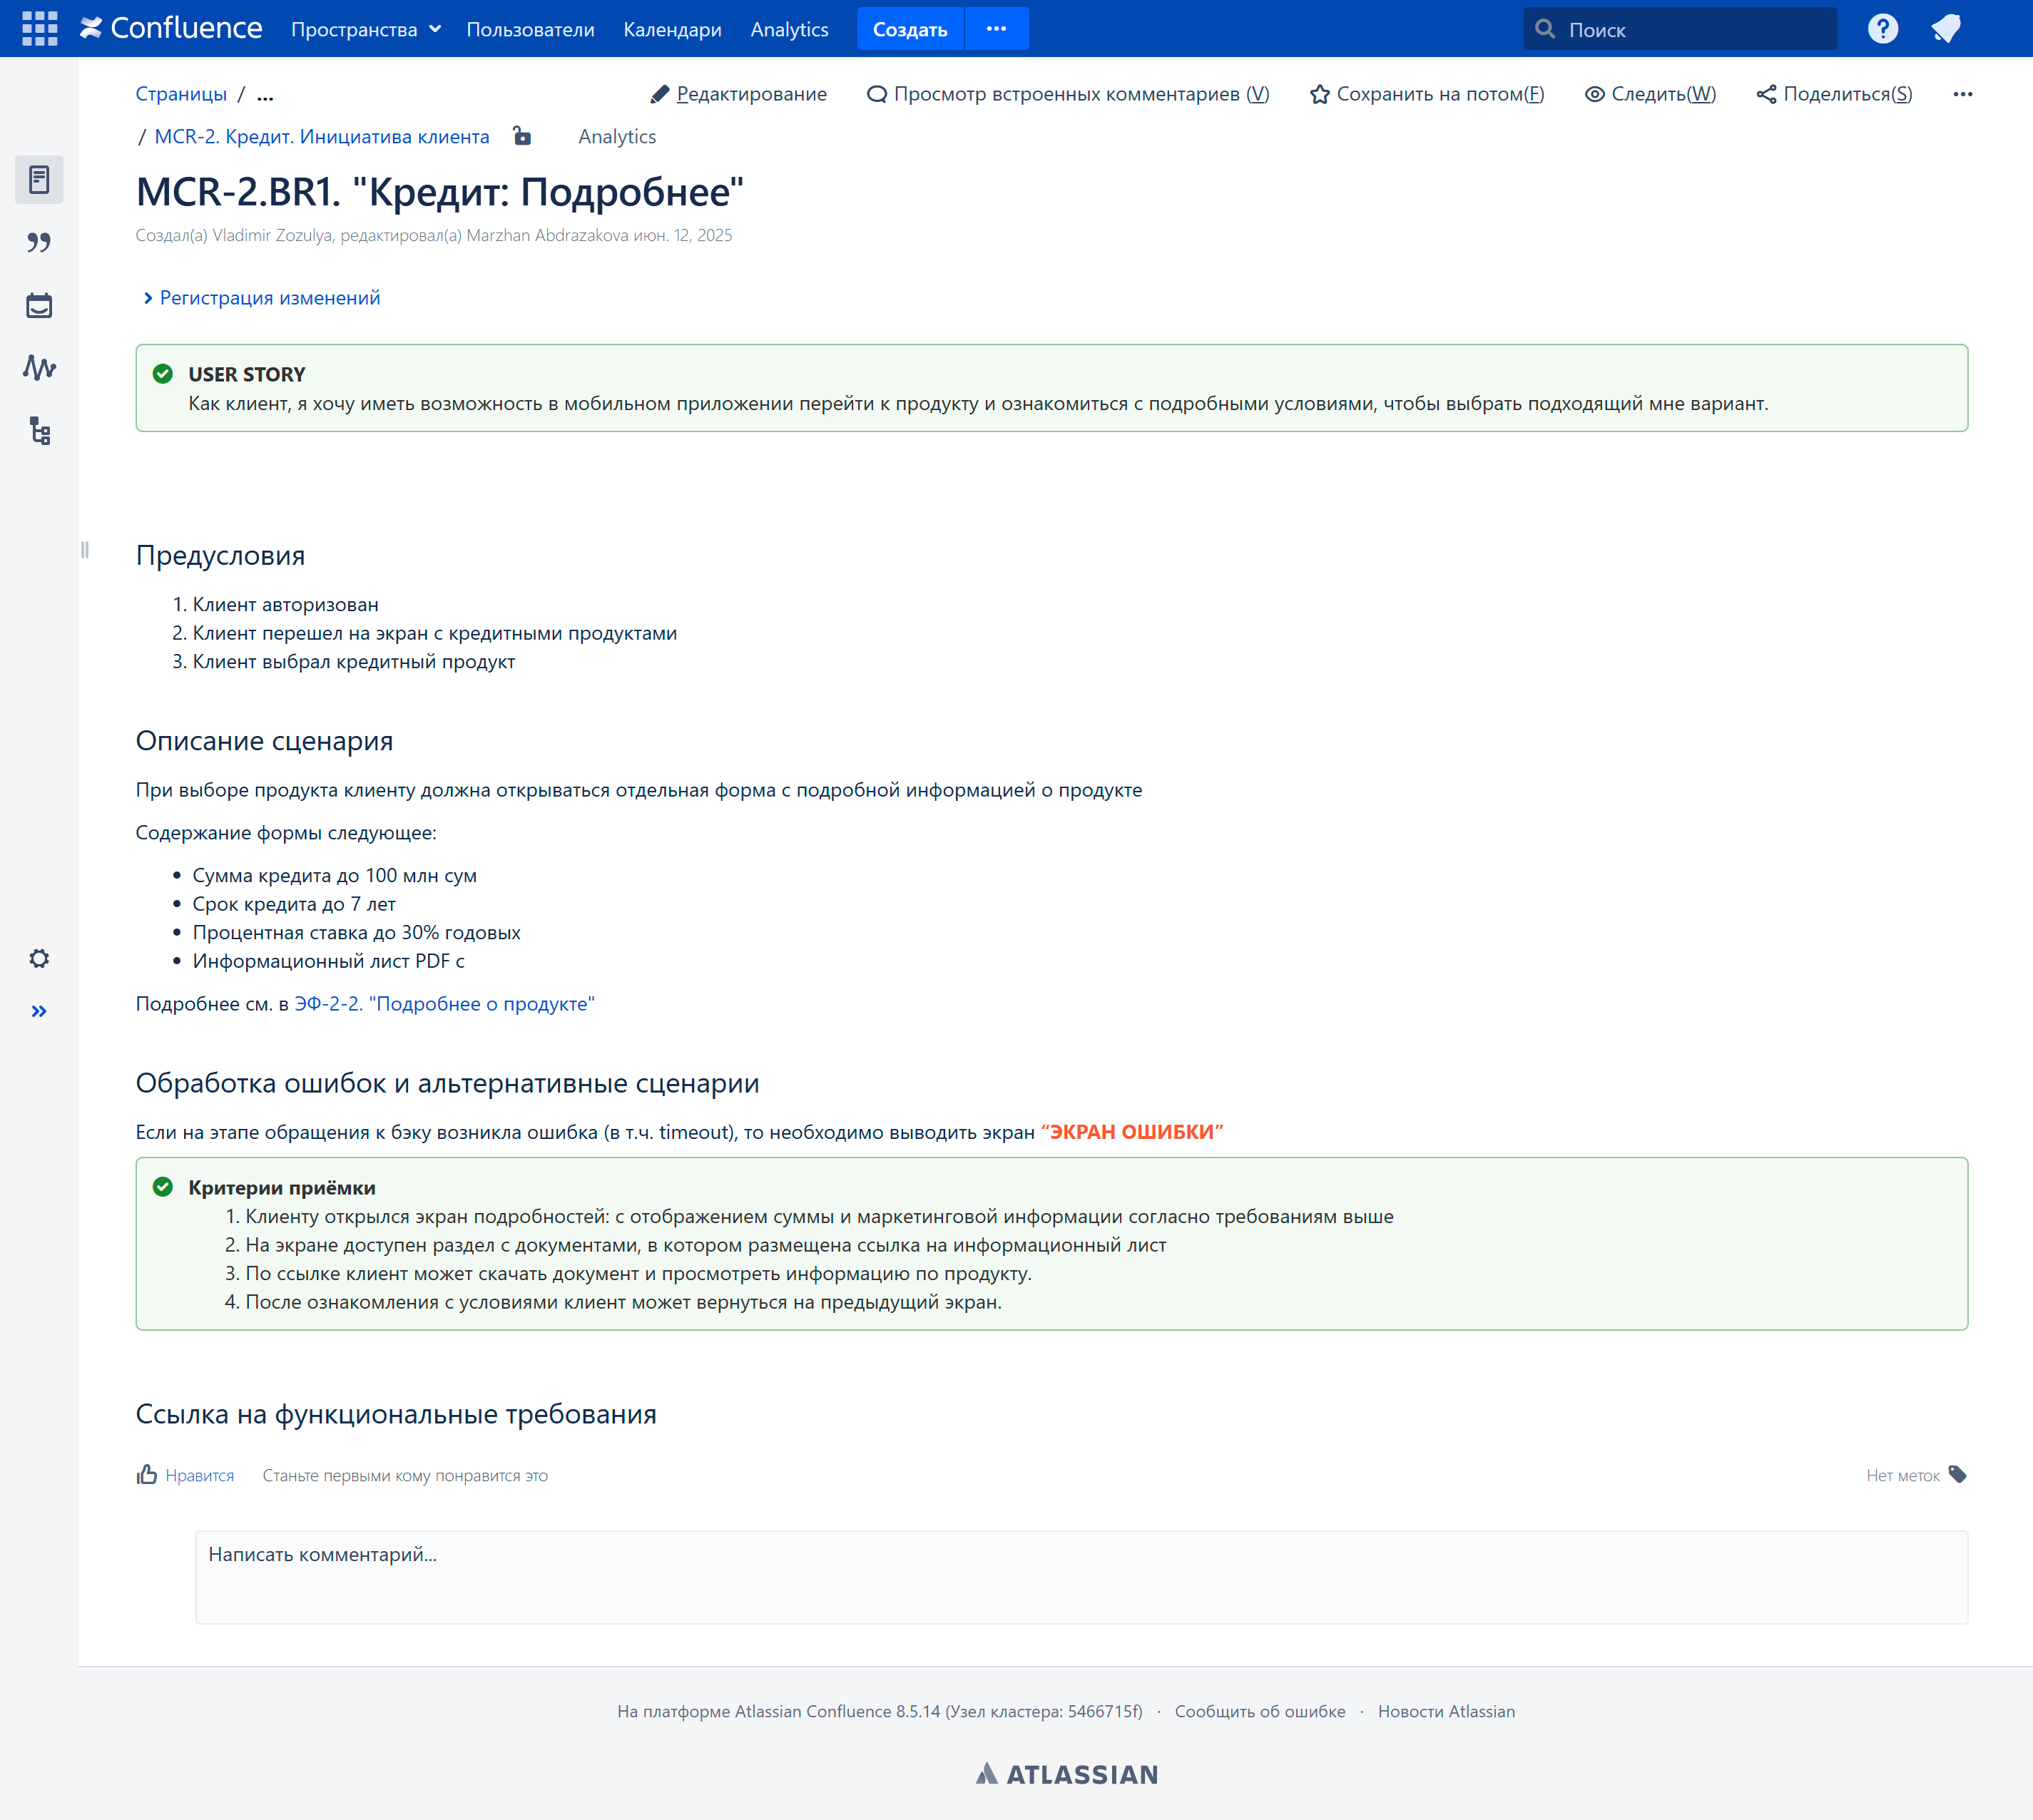 Confluence Пространства Пользователи Календари Analytics Создать ••• Поиск
Страницы / ... Редактирование Просмотр встроенных комментариев (V) Сохранить на потом(F) Следить(W) Поделиться(S) •••
/ MCR-2. Кредит. Инициатива клиента Analytics
MCR-2.BR1. "Кредит: Подробнее"
Создал(а) Vladimir Zozulya, редактировал(а) Marzhan Abdrazakova июн. 12, 2025
Регистрация изменений
USER STORY
Как клиент, я хочу иметь возможность в мобильном приложении перейти к продукту и ознакомиться с подробными условиями, чтобы выбрать подходящий мне вариант.
Предусловия
1. Клиент авторизован
2. Клиент перешел на экран с кредитными продуктами
3. Клиент выбрал кредитный продукт
Описание сценария
При выборе продукта клиенту должна открываться отдельная форма с подробной информацией о продукте
Содержание формы следующее:
• Сумма кредита до 100 млн сум
• Срок кредита до 7 лет
• Процентная ставка до 30% годовых
• Информационный лист PDF с
Подробнее см. в ЭФ-2-2. "Подробнее о продукте"
Обработка ошибок и альтернативные сценарии
Если на этапе обращения к бэку возникла ошибка (в т.ч. timeout), то необходимо выводить экран “ЭКРАН ОШИБКИ”
Критерии приёмки
1. Клиенту открылся экран подробностей: с отображением суммы и маркетинговой информации согласно требованиям выше
2. На экране доступен раздел с документами, в котором размещена ссылка на информационный лист
3. По ссылке клиент может скачать документ и просмотреть информацию по продукту.
4. После ознакомления с условиями клиент может вернуться на предыдущий экран.
Ссылка на функциональные требования
Нравится Станьте первыми кому понравится это Нет меток
Написать комментарий...
На платформе Atlassian Confluence 8.5.14 (Узел кластера: 5466715f) · Сообщить об ошибке · Новости Atlassian
ATLASSIAN